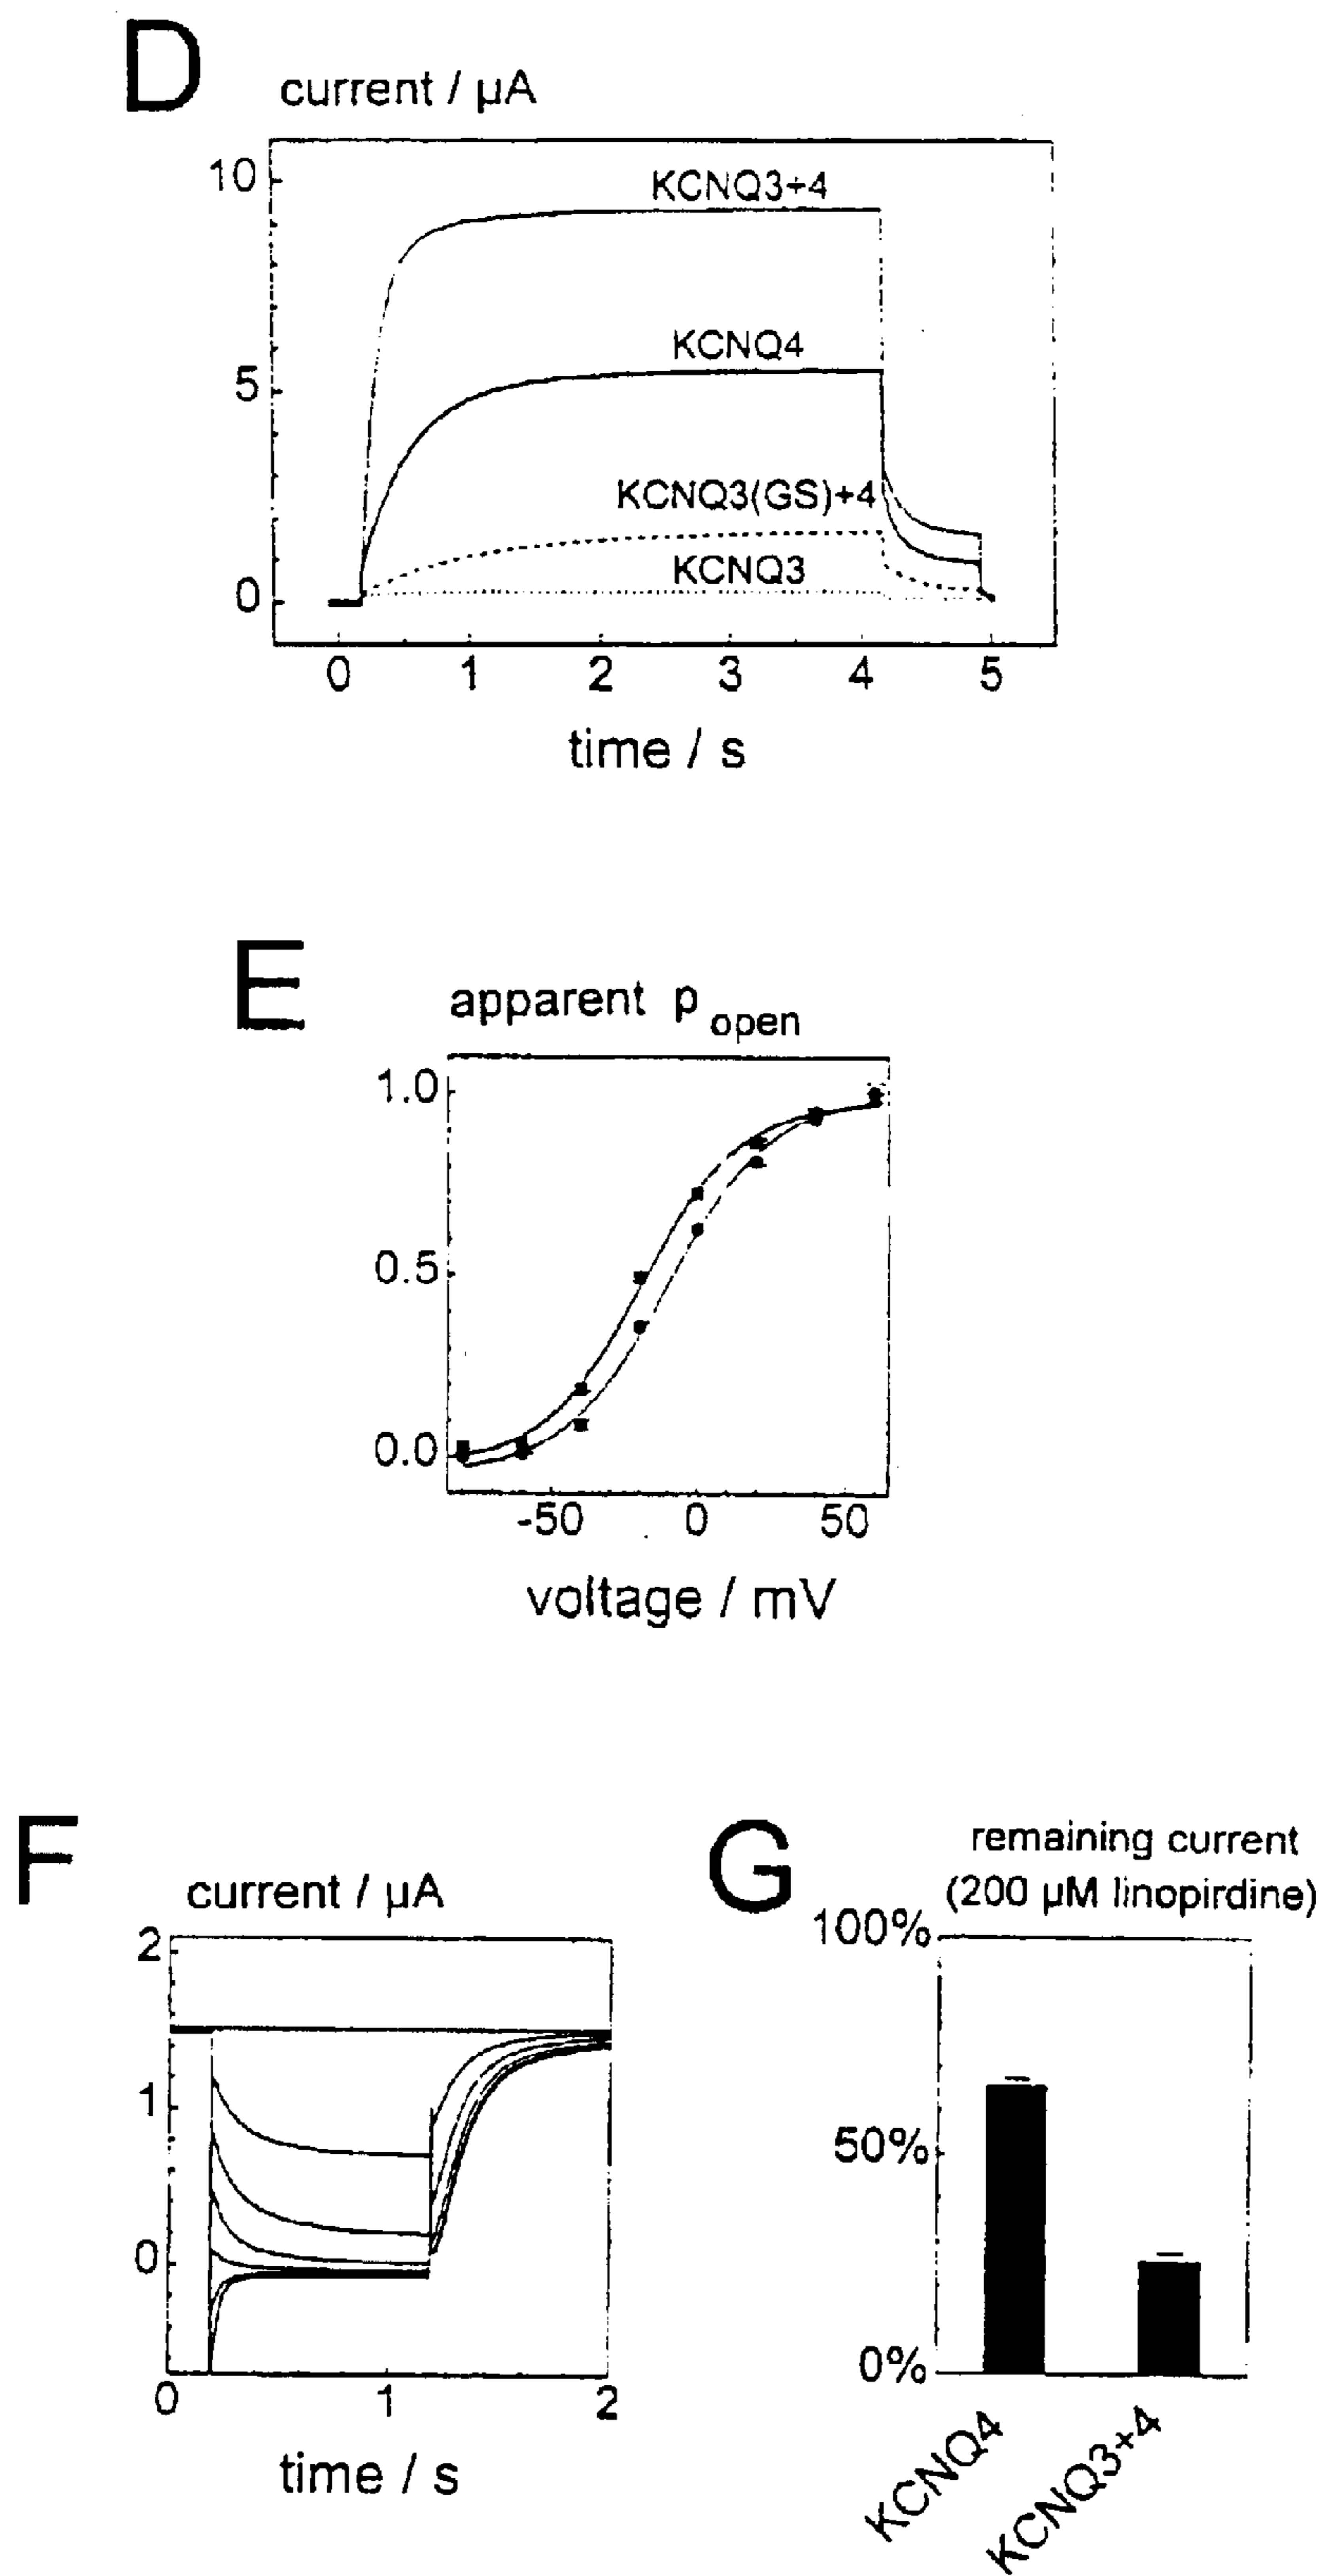 D
current / µA
10
5
0
KCNQ3+4
KCNQ4
KCNQ3(GS)+4
KCNQ3
0 1 2 3 4 5
time / s
E
apparent p open
1.0
0.5
0.0
-50 0 50
voltage / mV
F
current / µA
2
1
0
0 1 2
time / s
G
remaining current
(200 µM linopirdine)
100%
50%
0%
KCNQ4
KCNQ3+4